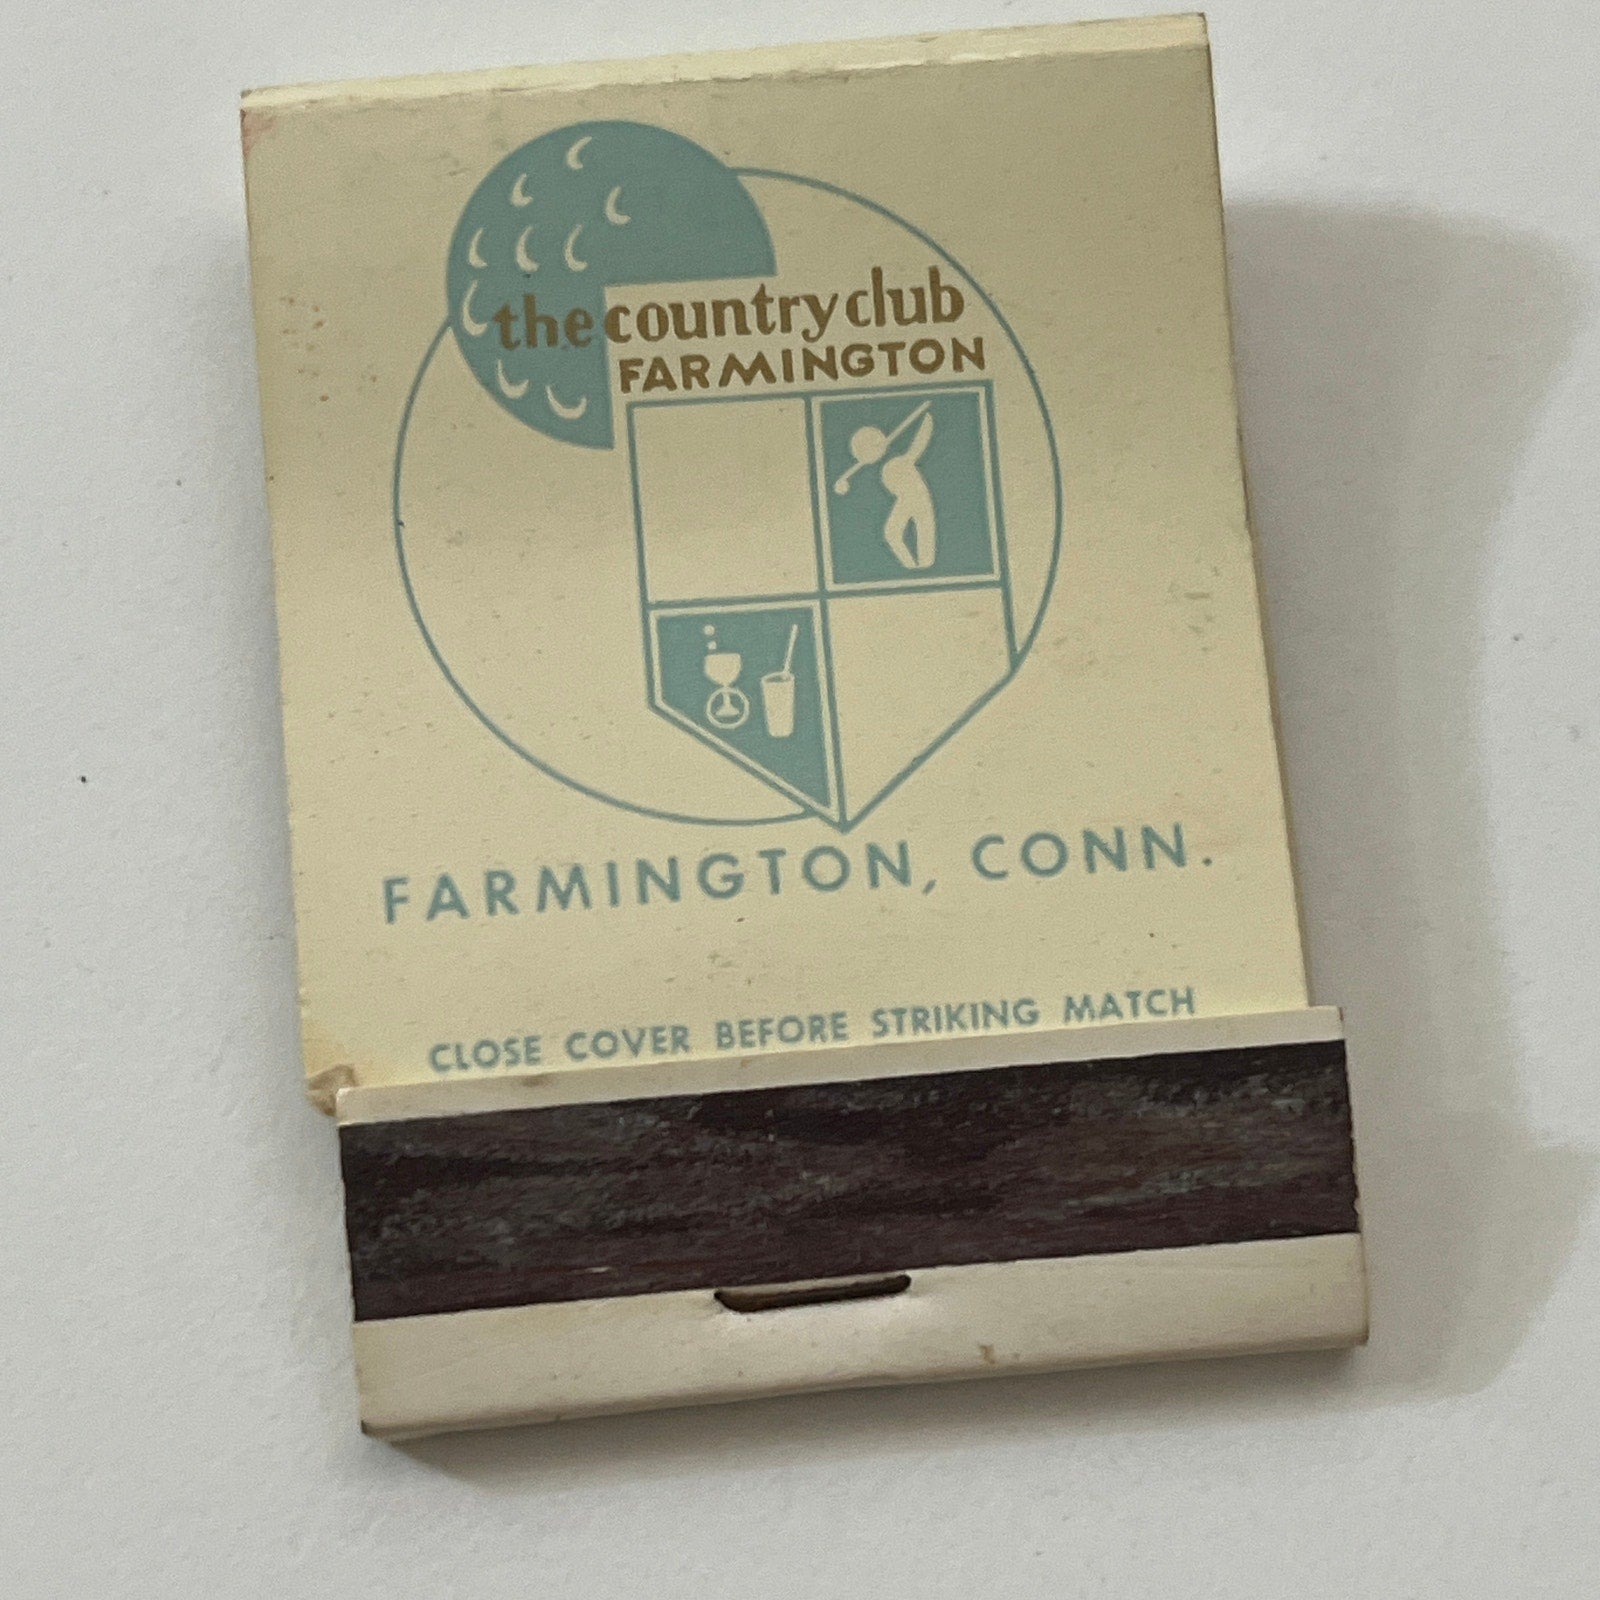 the country club
FARMINGTON
FARMINGTON, CONN.
CLOSE COVER BEFORE STRIKING MATCH